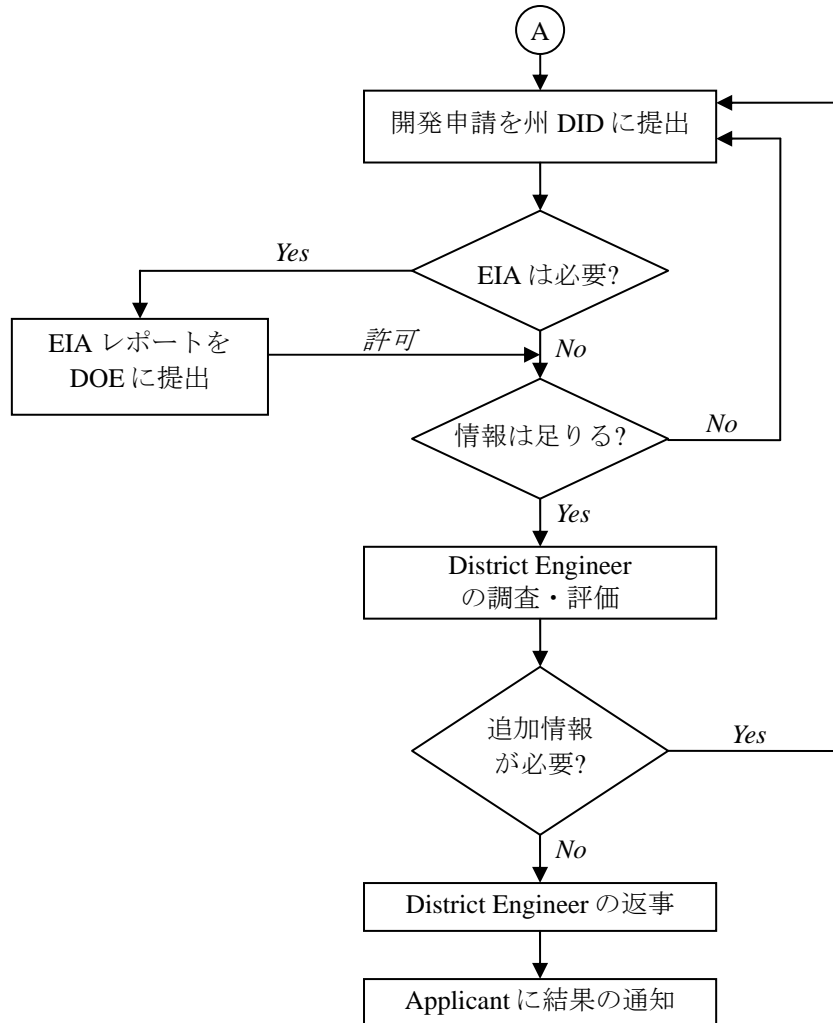 A
開発申請を州 DID に提出
EIA は必要?
Yes
EIA レポートを
DOE に提出
許可
No
情報は足りる?
No
Yes
District Engineer
の調査・評価
追加情報
が必要?
Yes
No
District Engineer の返事
Applicant に結果の通知